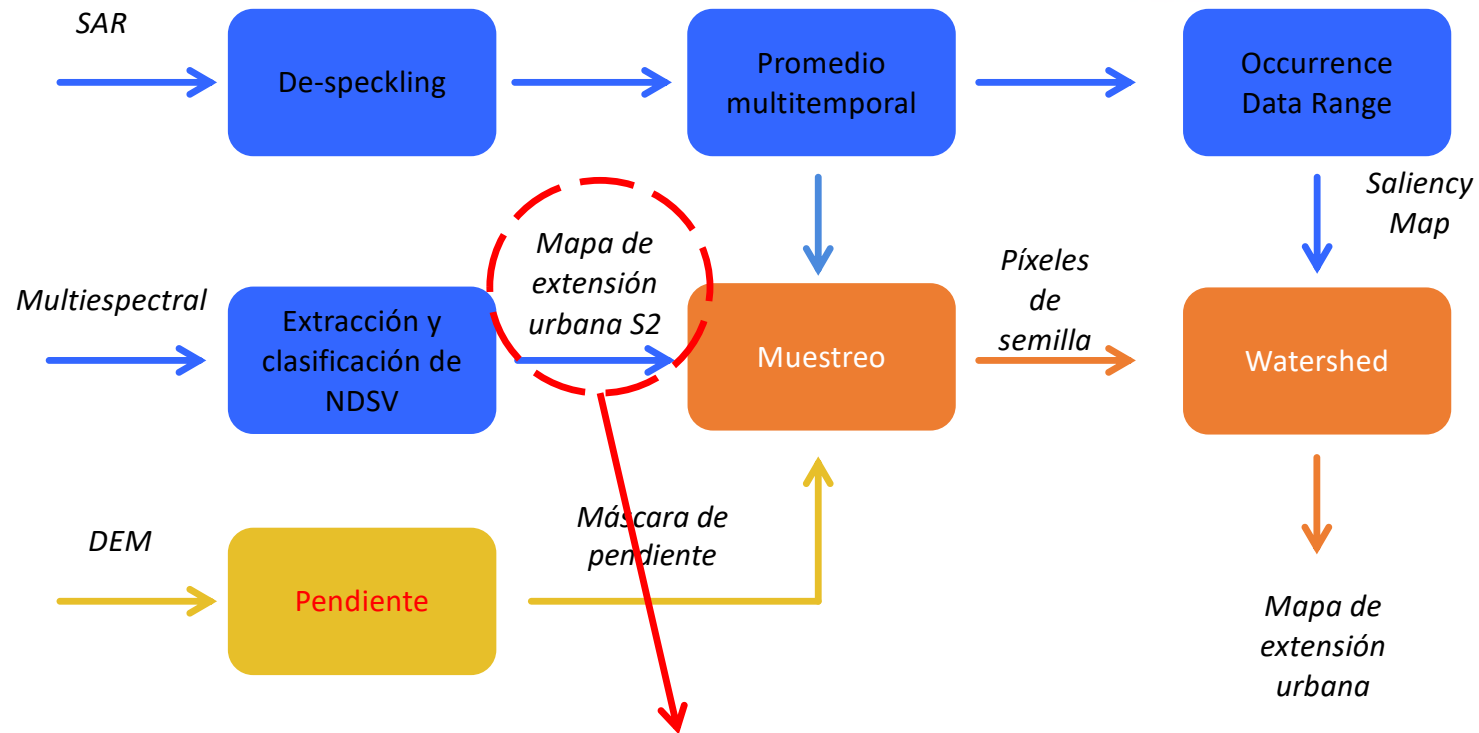 SAR
De-speckling
Promedio
multitemporal
Occurrence
Data Range
Saliency
Map
Multiespectral
Extracción y
clasificación de
NDSV
Mapa de
extensión
urbana S2
Muestreo
Píxeles
de
semilla
Watershed
DEM
Pendiente
Máscara de
pendiente
Mapa de
extensión
urbana